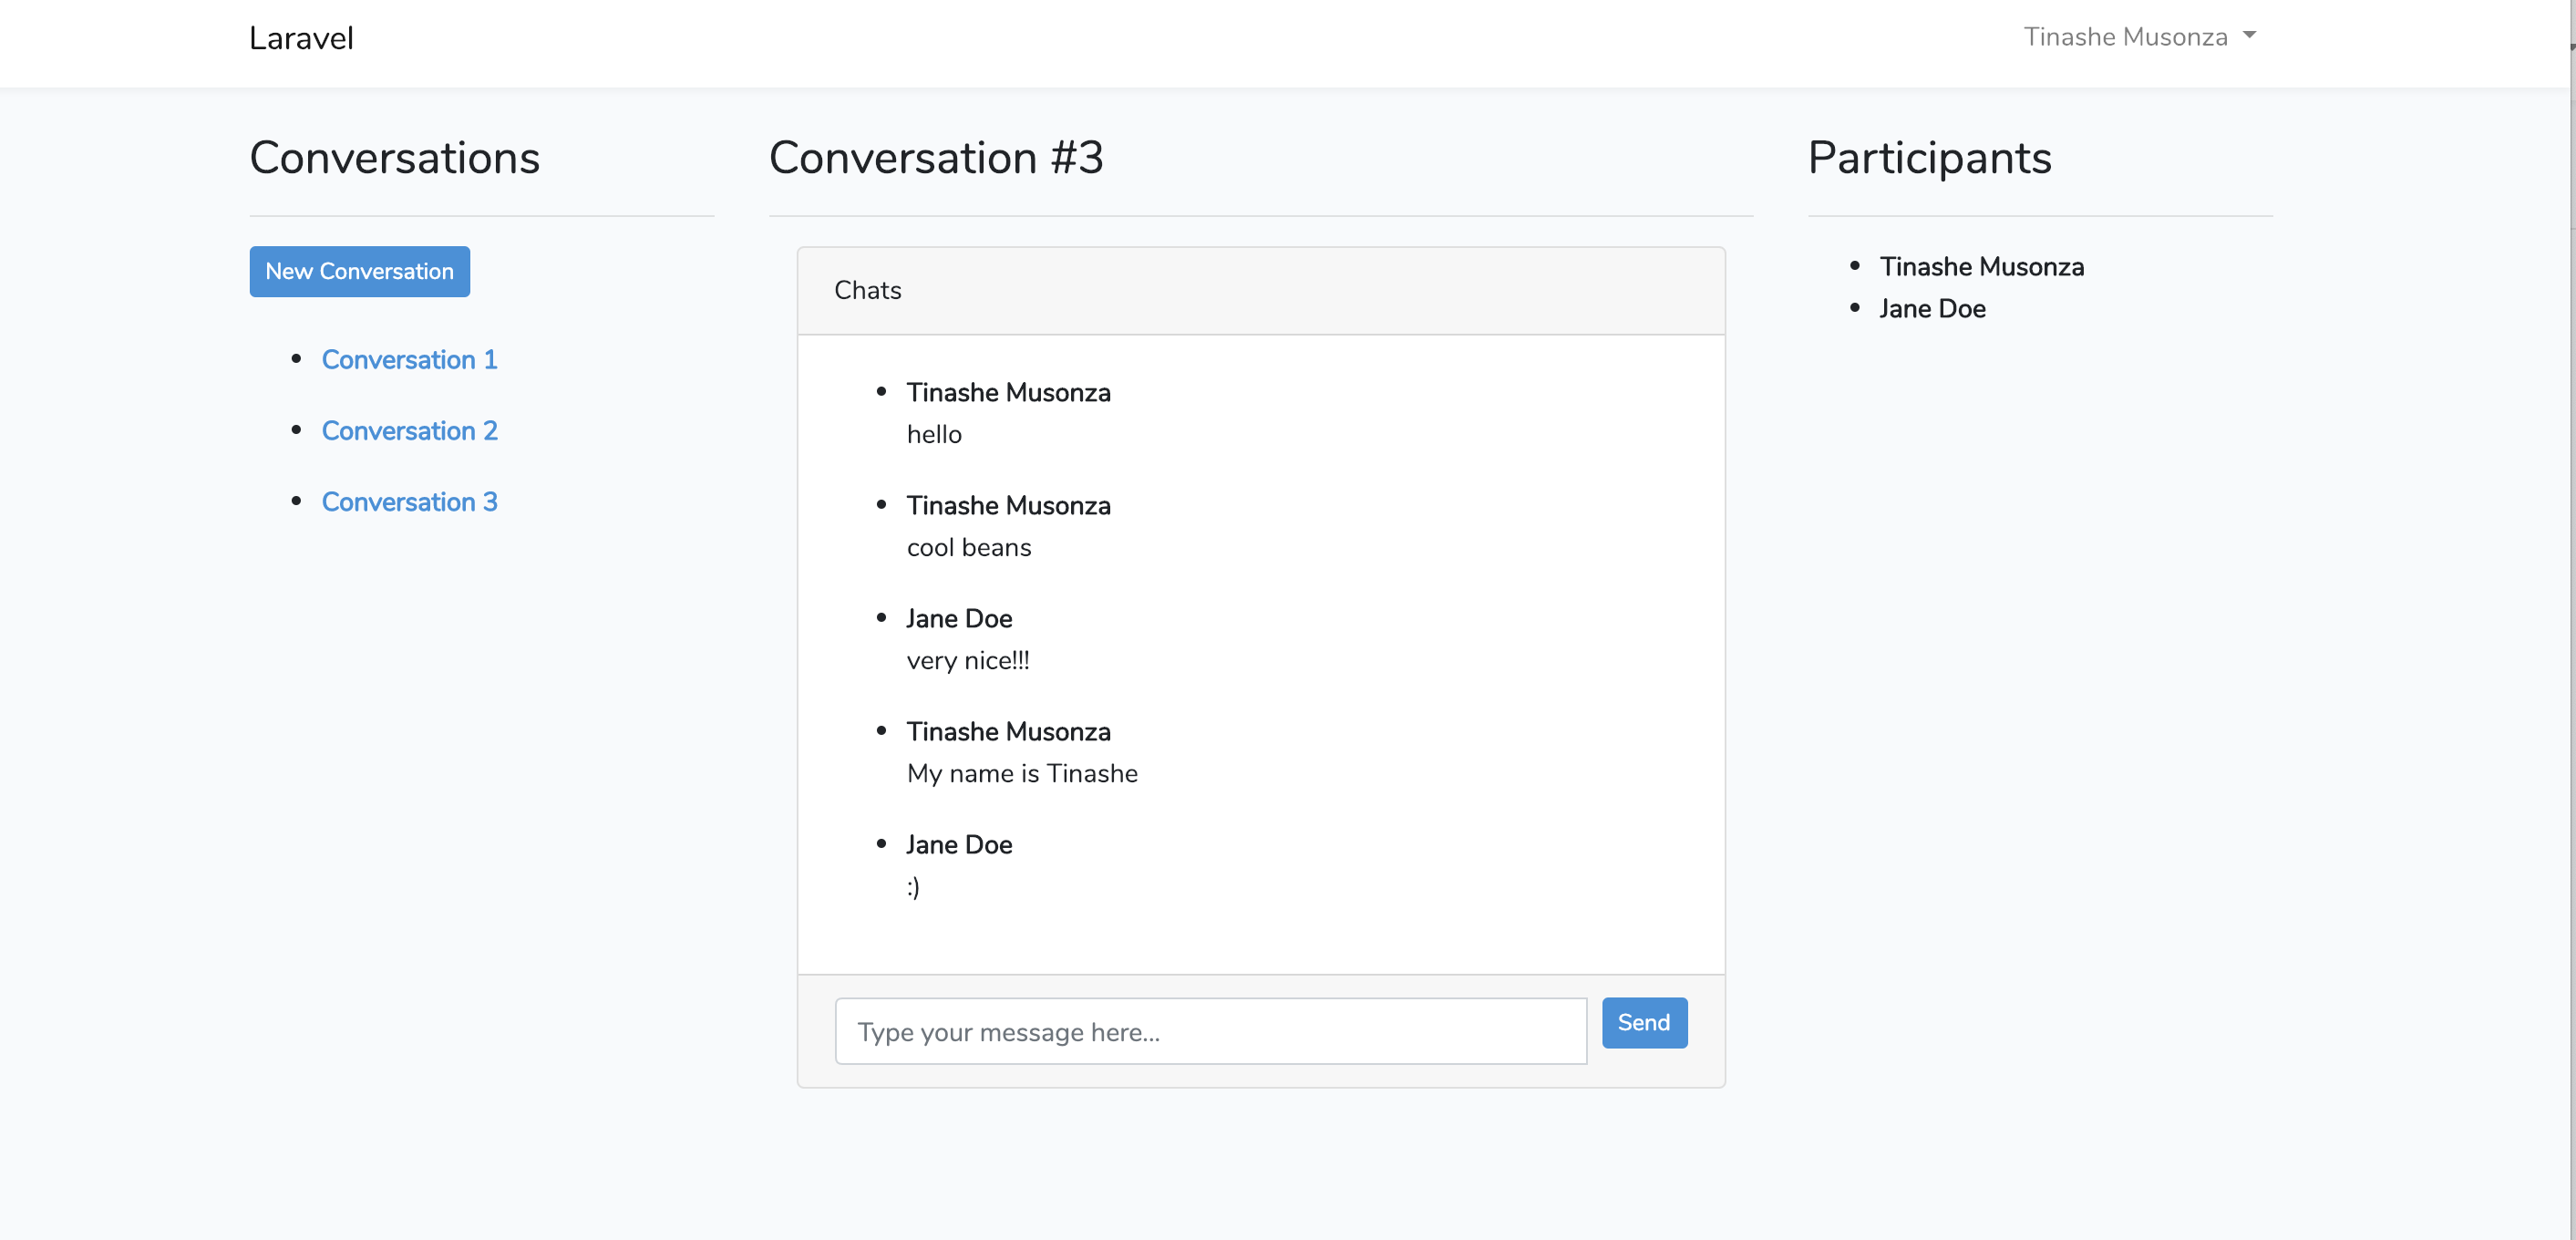 Laravel
Tinashe Musonza
Conversations
New Conversation
Conversation 1
Conversation 2
Conversation 3
Conversation #3
Chats
Tinashe Musonza
hello
Tinashe Musonza
cool beans
Jane Doe
very nice!!!
Tinashe Musonza
My name is Tinashe
Jane Doe
:)
Type your message here...
Send
Participants
Tinashe Musonza
Jane Doe